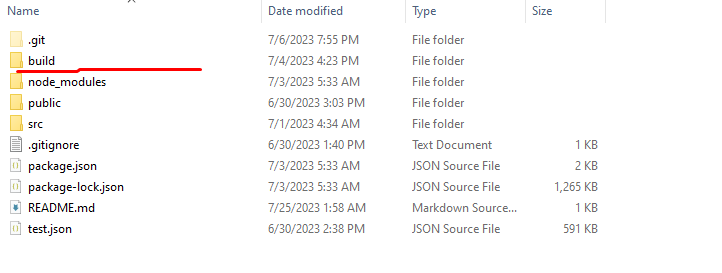 Name Date modified Type Size
.git 7/6/2023 7:55 PM File folder
build 7/4/2023 4:23 PM File folder
node_modules 7/3/2023 5:33 AM File folder
public 6/30/2023 3:03 PM File folder
src 7/1/2023 4:34 AM File folder
.gitignore 6/30/2023 1:40 PM Text Document 1 KB
package.json 7/3/2023 5:33 AM JSON Source File 2 KB
package-lock.json 7/3/2023 5:33 AM JSON Source File 1,265 KB
README.md 7/25/2023 1:58 AM Markdown Source... 1 KB
test.json 6/30/2023 2:38 PM JSON Source File 591 KB